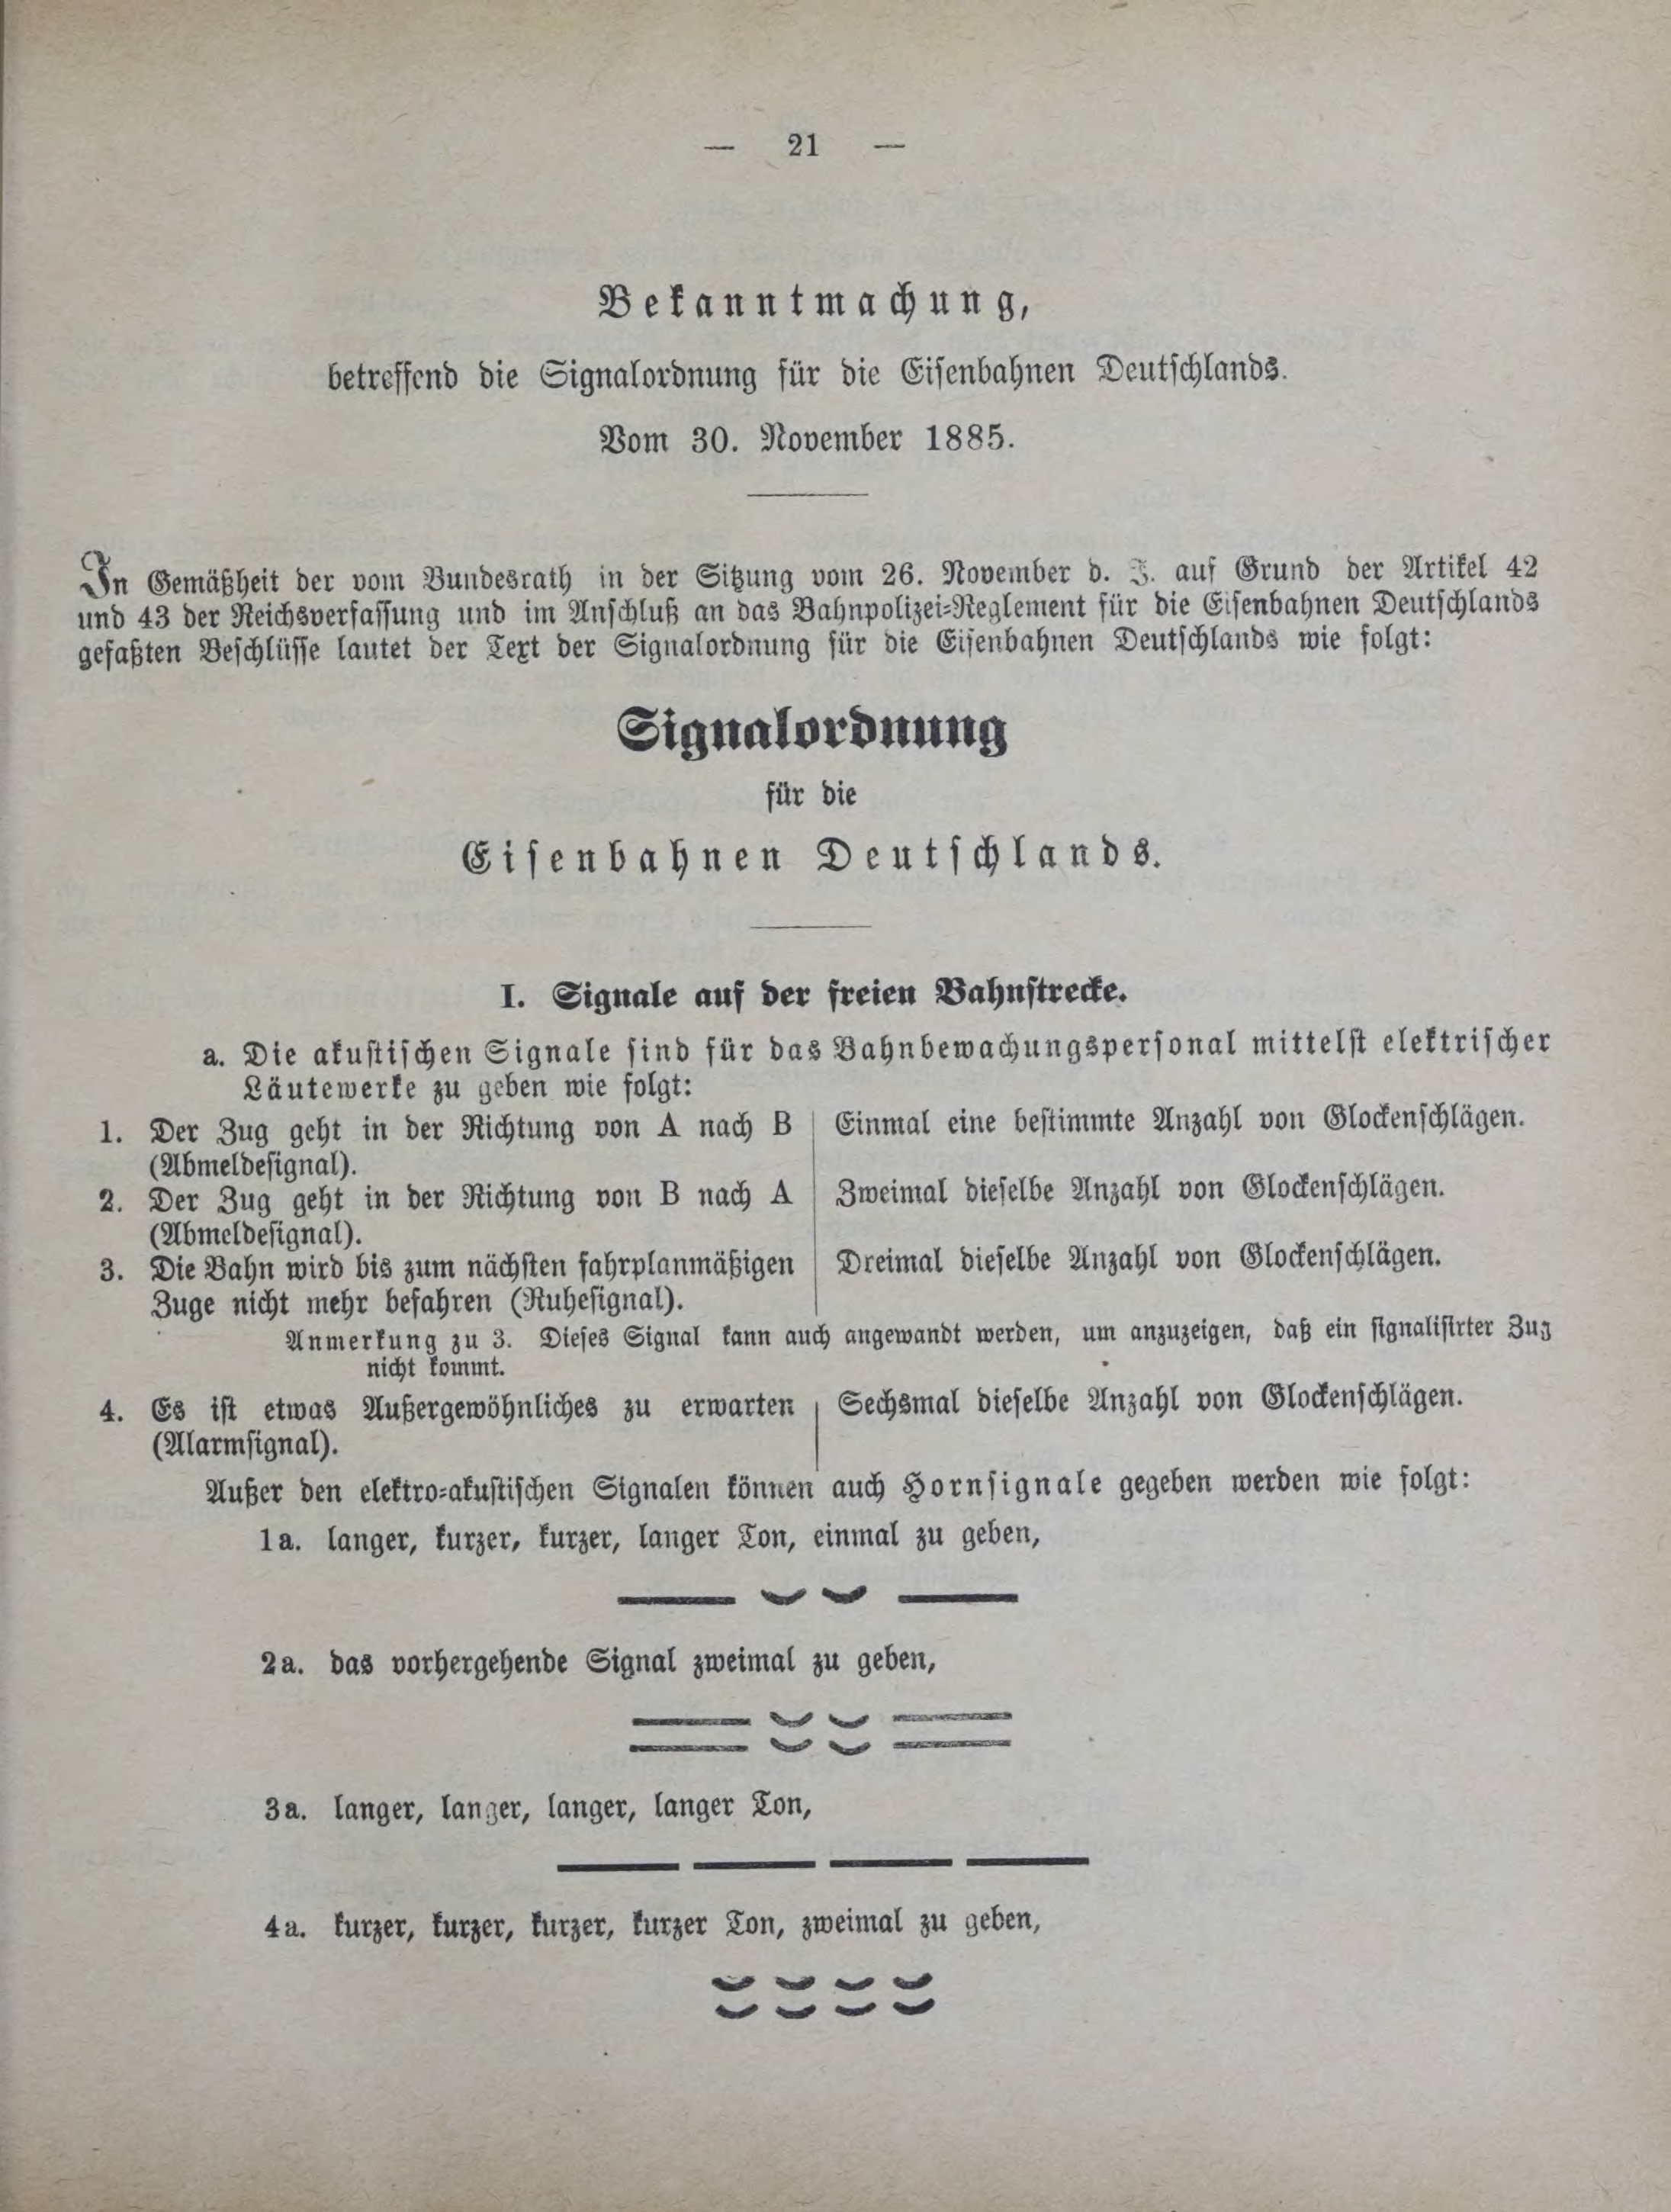 — 21 —
Bekanntmachung,
betreffend die Signalordnung für die Eisenbahnen Deutschlands.
Vom 30. November 1885.
In Gemäßheit der vom Bundesrath in der Sitzung vom 26. November d. J. auf Grund der Artikel 42
und 43 der Reichsverfassung und im Anschluß an das Bahnpolizei-Reglement für die Eisenbahnen Deutschlands
gefaßten Beschlüsse lautet der Text der Signalordnung für die Eisenbahnen Deutschlands wie folgt:
Signalordnung
für die
Eisenbahnen Deutschlands.
I. Signale auf der freien Bahnstrecke.
a. Die akustischen Signale sind für das Bahnbewachungspersonal mittelst elektrischer
Läutewerke zu geben wie folgt:
1. Der Zug geht in der Richtung von A nach B
(Abmeldesignal).
Einmal eine bestimmte Anzahl von Glockenschlägen.
2. Der Zug geht in der Richtung von B nach A
(Abmeldesignal).
Zweimal dieselbe Anzahl von Glockenschlägen.
3. Die Bahn wird bis zum nächsten fahrplanmäßigen
Zuge nicht mehr befahren (Ruhesignal).
Dreimal dieselbe Anzahl von Glockenschlägen.
Anmerkung zu 3. Dieses Signal kann auch angewandt werden, um anzuzeigen, daß ein signalisirter Zug
nicht kommt.
4. Es ist etwas Außergewöhnliches zu erwarten
(Alarmsignal).
Sechsmal dieselbe Anzahl von Glockenschlägen.
Außer den elektro-akustischen Signalen können auch Hornsignale gegeben werden wie folgt:
1a. langer, kurzer, kurzer, langer Ton, einmal zu geben,
2a. das vorhergehende Signal zweimal zu geben,
3a. langer, langer, langer, langer Ton,
4a. kurzer, kurzer, kurzer, kurzer Ton, zweimal zu geben,